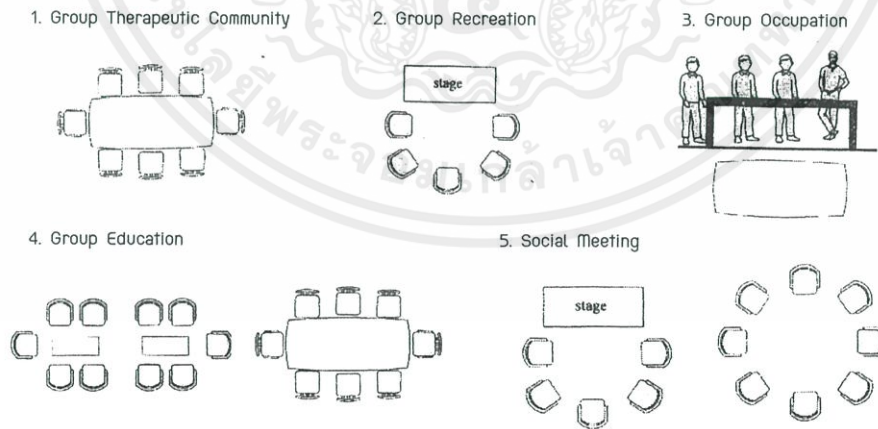 1. Group Therapeutic Community
2. Group Recreation
3. Group Occupation
stage
4. Group Education
5. Social Meeting
stage